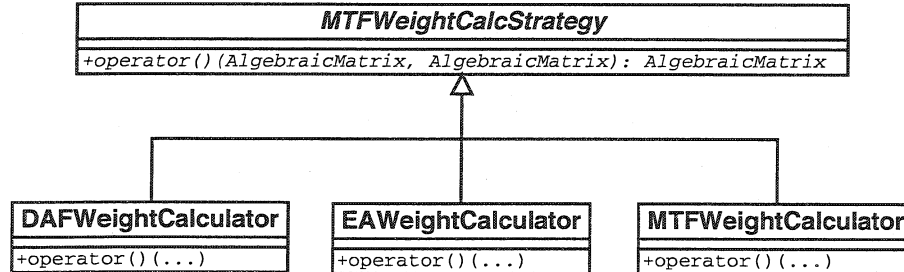 MTFWeightCalcStrategy
+operator()(AlgebraicMatrix, AlgebraicMatrix): AlgebraicMatrix
DAFWeightCalculator
+operator()(...)
EAWeightCalculator
+operator()(...)
MTFWeightCalculator
+operator()(...)